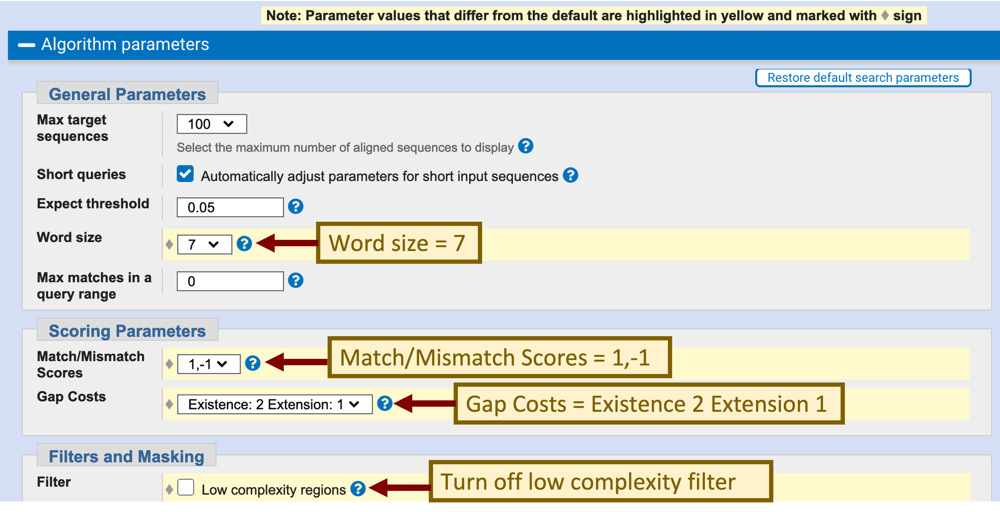 Note: Parameter values that differ from the default are highlighted in yellow and marked with ♦ sign
Algorithm parameters
Restore default search parameters
General Parameters
Max target
sequences
100
Select the maximum number of aligned sequences to display ?
Short queries
Automatically adjust parameters for short input sequences ?
Expect threshold
0.05 ?
Word size
♦ 7 ?
Word size = 7
Max matches in a
query range
0 ?
Scoring Parameters
Match/Mismatch
Scores
♦ 1,-1 ?
Match/Mismatch Scores = 1,-1
Gap Costs
♦ Existence: 2 Extension: 1 ?
Gap Costs = Existence 2 Extension 1
Filters and Masking
Filter
♦ Low complexity regions ?
Turn off low complexity filter